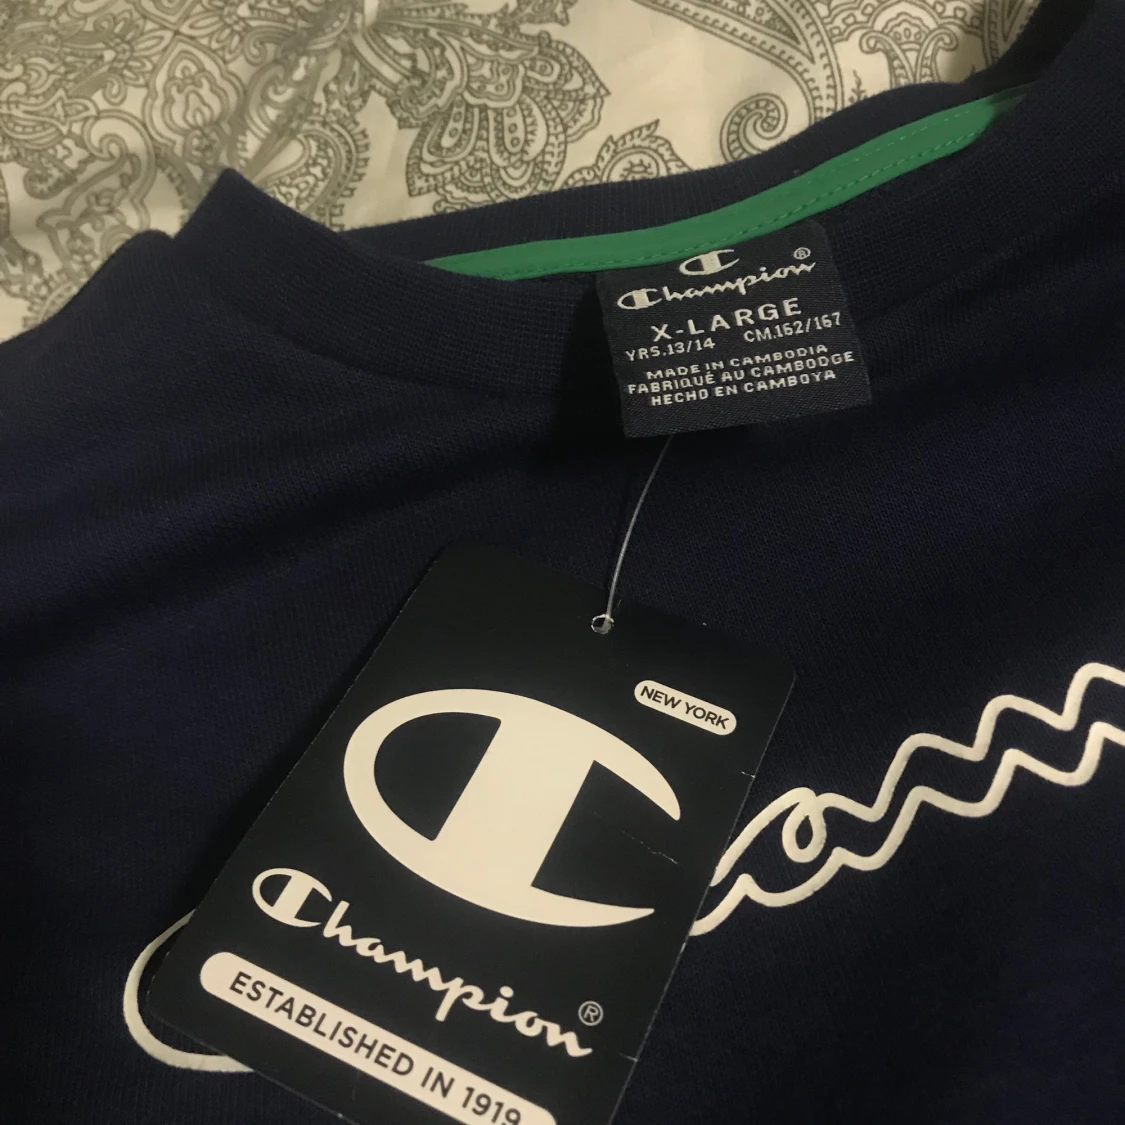 Champion®
X-LARGE
YRS.13/14 CM.162/167
MADE IN CAMBODIA
FABRIQUÉ AU CAMBODGE
HECHO EN CAMBOYA
NEW YORK
Champion®
ESTABLISHED IN 1919